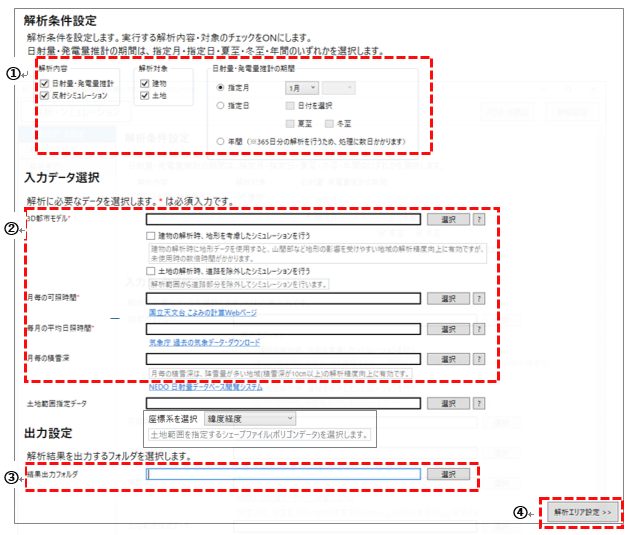 解析条件設定
解析条件を設定します。実行する解析内容・対象のチェックをONにします。
日射量・発電量推計の期間は、指定月・指定日・夏至・冬至・年間のいずれかを選択します。
①
解析内容
日射量・発電量推計
反射シミュレーション
解析対象
建物
土地
日射量・発電量推計の期間
指定月 1月
指定日 日付を選択
夏至 冬至
年間（※365日分の解析を行うため、処理に数日かかります）
入力データ選択
解析に必要なデータを選択します。* は必須入力です。
②
3D都市モデル* 選択 ?
建物の解析時、地形を考慮したシミュレーションを行う
建物の解析時に地形データを使用すると、山間部など地形の影響を受けやすい地域の解析精度向上に有効ですが、
未使用時の数倍時間がかかります。
土地の解析時、道路を除外したシミュレーションを行う
解析範囲から道路部分を除外してシミュレーションを行います。
月毎の可照時間* 選択 ?
国立天文台 こよみの計算Webページ
毎月の平均日照時間* 選択 ?
気象庁 過去の気象データ・ダウンロード
月毎の積雪深 選択 ?
月毎の積雪深は、降雪量が多い地域(積雪深が10cm以上)の解析精度向上に有効です。
NEDO 日射量データベース閲覧システム
土地範囲指定データ 選択 ?
座標系を選択 緯度経度
土地範囲を指定するシェープファイル(ポリゴンデータ)を選択します。
出力設定
解析結果を出力するフォルダを選択します。
③
結果出力フォルダ 選択
④
解析エリア設定 >>